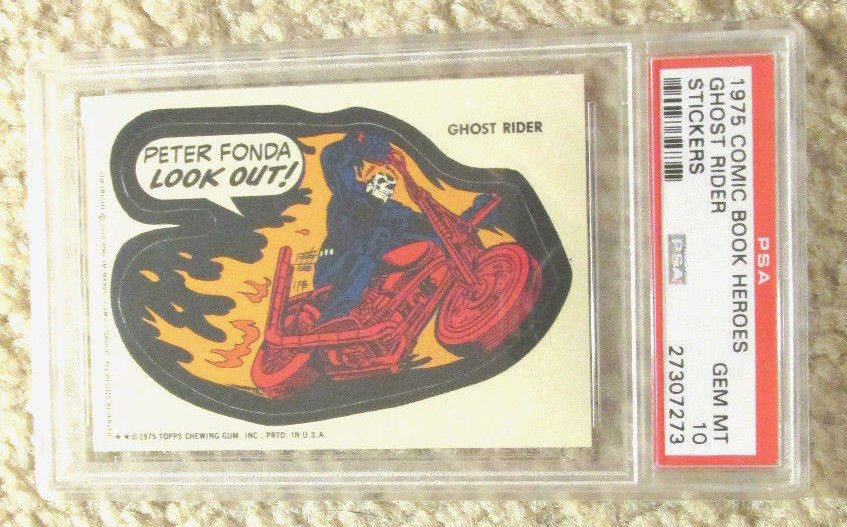 PSA
1975 COMIC BOOK HEROES
GHOST RIDER
GEM MT
STICKERS
10
PSA
27307273
GHOST RIDER
PETER FONDA
LOOK OUT!
★★©1975 TOPPS CHEWING GUM, INC., PRTD. IN U.S.A.